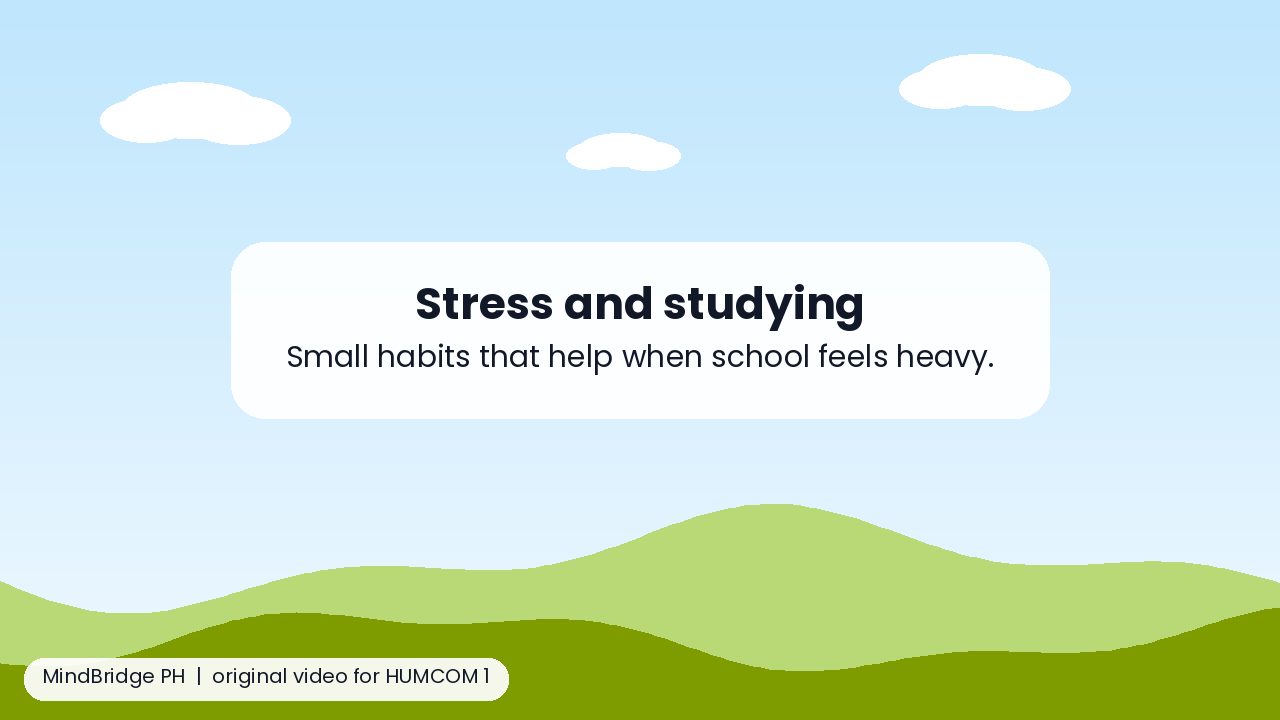 Stress and studying
Small habits that help when school feels heavy.
MindBridge PH | original video for HUMCOM 1